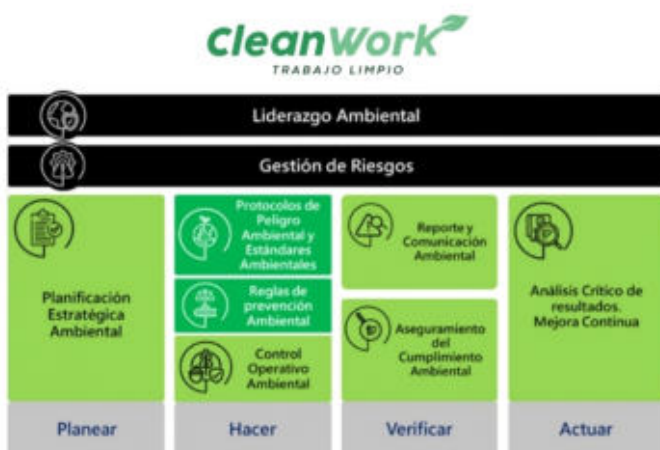 CleanWork
TRABAJO LIMPIO
Liderazgo Ambiental
Gestión de Riesgos
Planificación
Estratégica
Ambiental
Protocolos de
Peligro
Ambiental y
Estándares
Ambientales
Reglas de
prevención
Ambiental
Control
Operativo
Ambiental
Reporte y
Comunicación
Ambiental
Aseguramiento
del
Cumplimiento
Ambiental
Análisis Crítico de
resultados.
Mejora Continua
Planear
Hacer
Verificar
Actuar